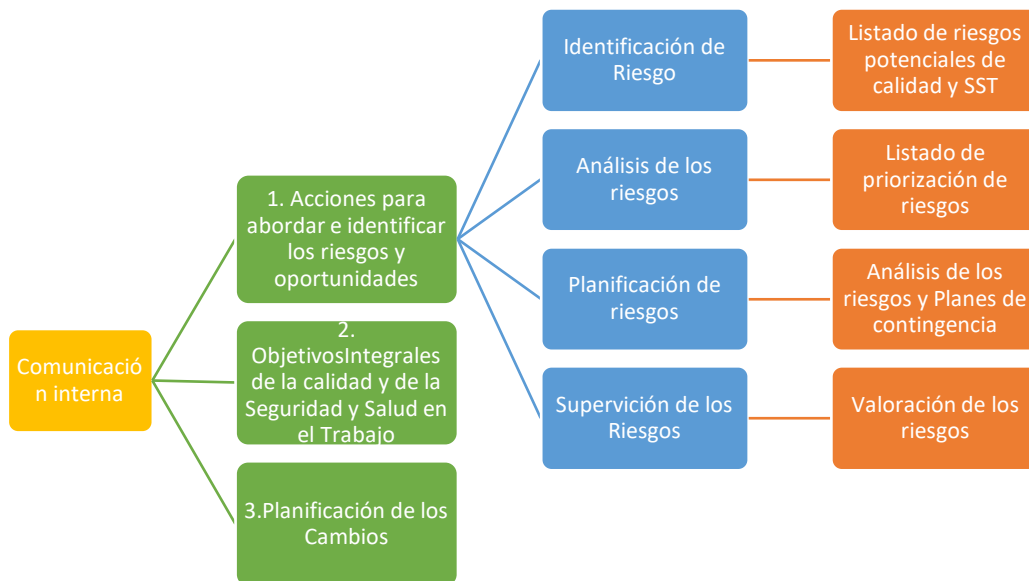 Comunicació
n interna
1. Acciones para
abordar e identificar
los riesgos y
oportunidades
2.
ObjetivosIntegrales
de la calidad y de la
Seguridad y Salud en
el Trabajo
3.Planificación de los
Cambios
Identificación de
Riesgo
Listado de riesgos
potenciales de
calidad y SST
Análisis de los
riesgos
Listado de
priorización de
riesgos
Planificación de
riesgos
Análisis de los
riesgos y Planes de
contingencia
Supervición de los
Riesgos
Valoración de los
riesgos